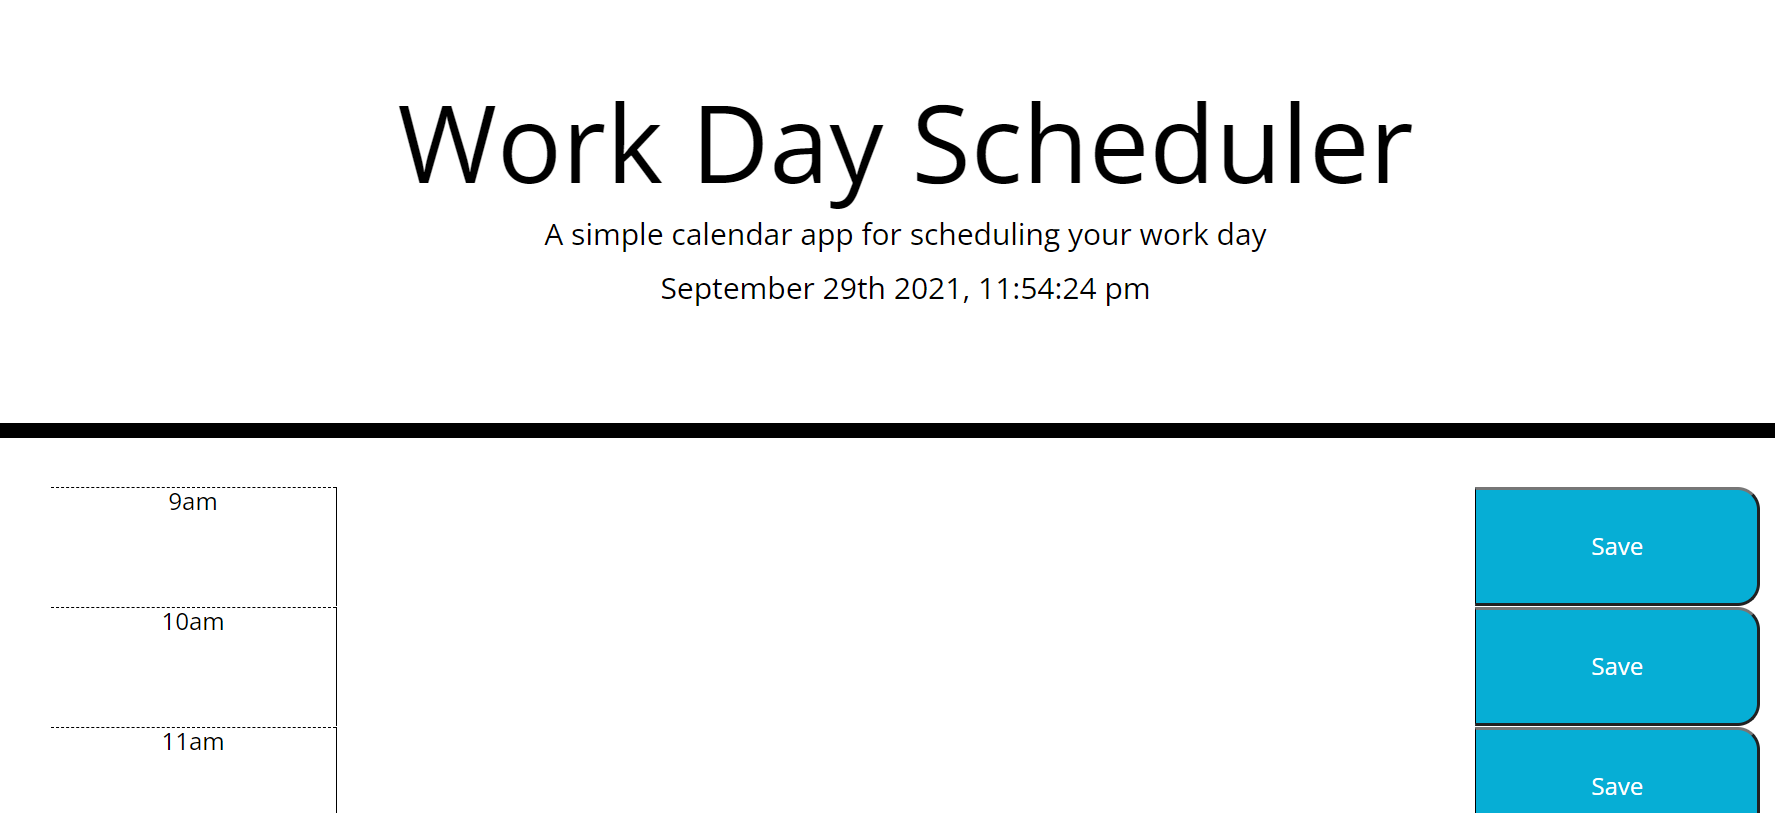 Work Day Scheduler
A simple calendar app for scheduling your work day
September 29th 2021, 11:54:24 pm
9am
Save
10am
Save
11am
Save